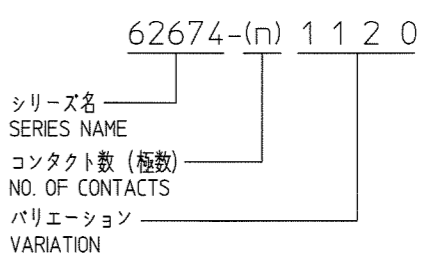 62674-(n) 1 1 2 0
シリーズ名
SERIES NAME
コンタクト数 (極数)
NO. OF CONTACTS
バリエーション
VARIATION